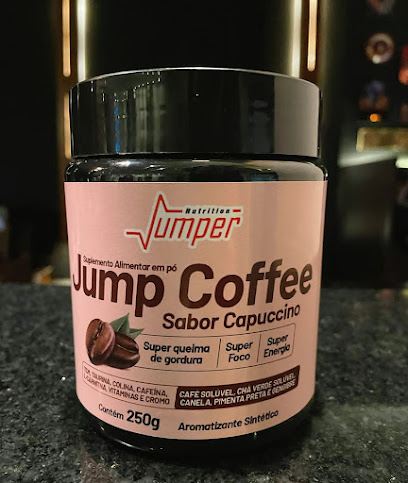 Nutrition
Jumper
Suplemento Alimentar em pó
Jump Coffee
Sabor Capuccino
Super queima
de gordura
Super
Foco
Super
Energia
TCM, TAURINA, COLINA, CAFEÍNA,
L-CARNITINA, VITAMINAS E CROMO
CAFÉ SOLÚVEL, CHÁ VERDE SOLÚVEL,
CANELA, PIMENTA PRETA E GENGIBRE
Contém 250g
Aromatizante Sintético